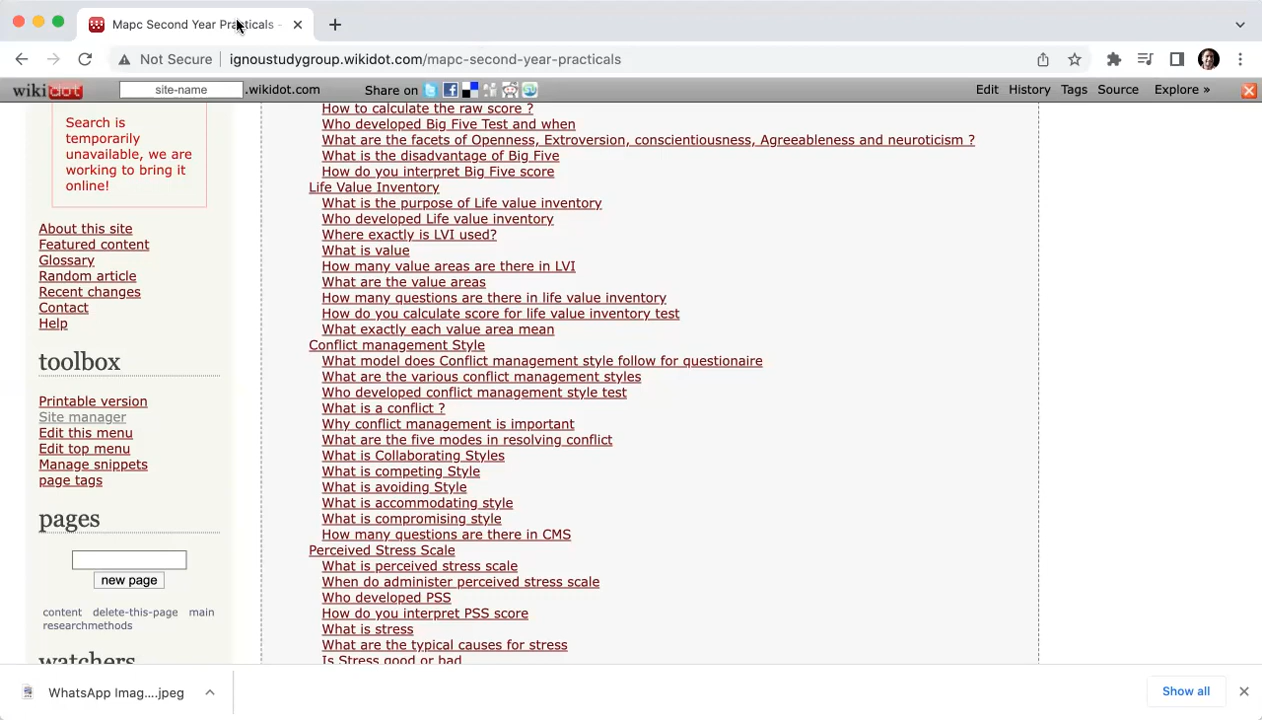 Mapc Second Year Practicals -
Not Secure
ignoustudygroup.wikidot.com/mapc-second-year-practicals
wikidot
site-name
.wikidot.com
Share on
Edit
History
Tags
Source
Explore »
Search is
temporarily
unavailable, we are
working to bring it
online!
About this site
Featured content
Glossary
Random article
Recent changes
Contact
Help
toolbox
Printable version
Site manager
Edit this menu
Edit top menu
Manage snippets
page tags
pages
new page
content delete-this-page main
researchmethods
watchers
How to calculate the raw score ?
Who developed Big Five Test and when
What are the facets of Openness, Extroversion, conscientiousness, Agreeableness and neuroticism ?
What is the disadvantage of Big Five
How do you interpret Big Five score
Life Value Inventory
What is the purpose of Life value inventory
Who developed Life value inventory
Where exactly is LVI used?
What is value
How many value areas are there in LVI
What are the value areas
How many questions are there in life value inventory
How do you calculate score for life value inventory test
What exactly each value area mean
Conflict management Style
What model does Conflict management style follow for questionaire
What are the various conflict management styles
Who developed conflict management style test
What is a conflict ?
Why conflict management is important
What are the five modes in resolving conflict
What is Collaborating Styles
What is competing Style
What is avoiding Style
What is accommodating style
What is compromising style
How many questions are there in CMS
Perceived Stress Scale
What is perceived stress scale
When do administer perceived stress scale
Who developed PSS
How do you interpret PSS score
What is stress
What are the typical causes for stress
Is Stress good or bad
WhatsApp Imag....jpeg
Show all